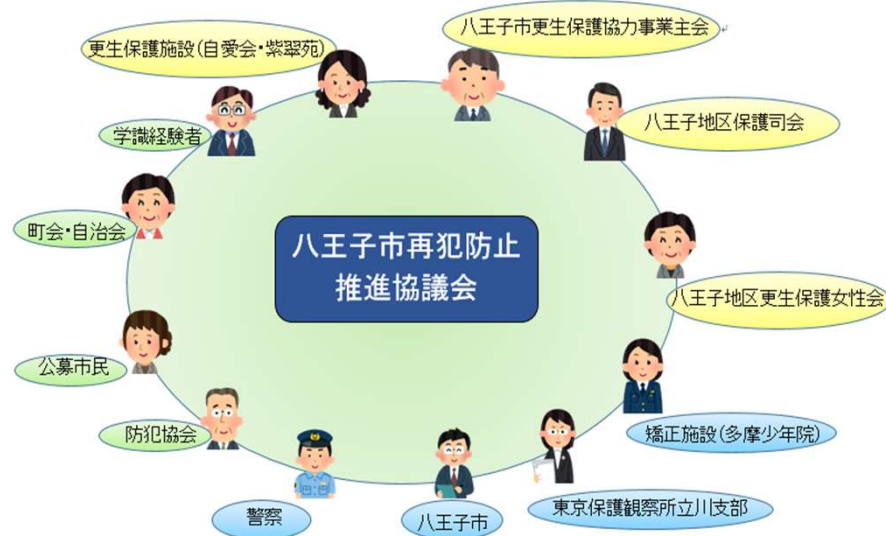 八王子市更生保護協力事業主会
更生保護施設(自愛会・紫翠苑)
八王子地区保護司会
学識経験者
町会・自治会
八王子市再犯防止
推進協議会
八王子地区更生保護女性会
公募市民
防犯協会
矯正施設(多摩少年院)
東京保護観察所立川支部
警察
八王子市